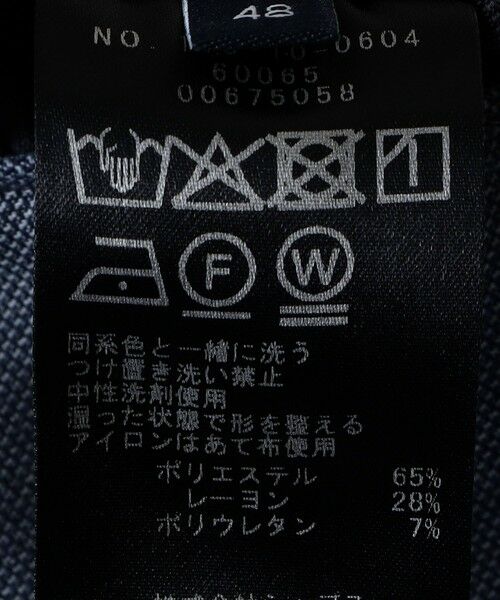 48
NO. 10-0604
60065
00675058
F W
同系色と一緒に洗う
つけ置き洗い禁止
中性洗剤使用
湿った状態で形を整える
アイロンはあて布使用
ポリエステル 65%
レーヨン 28%
ポリウレタン 7%